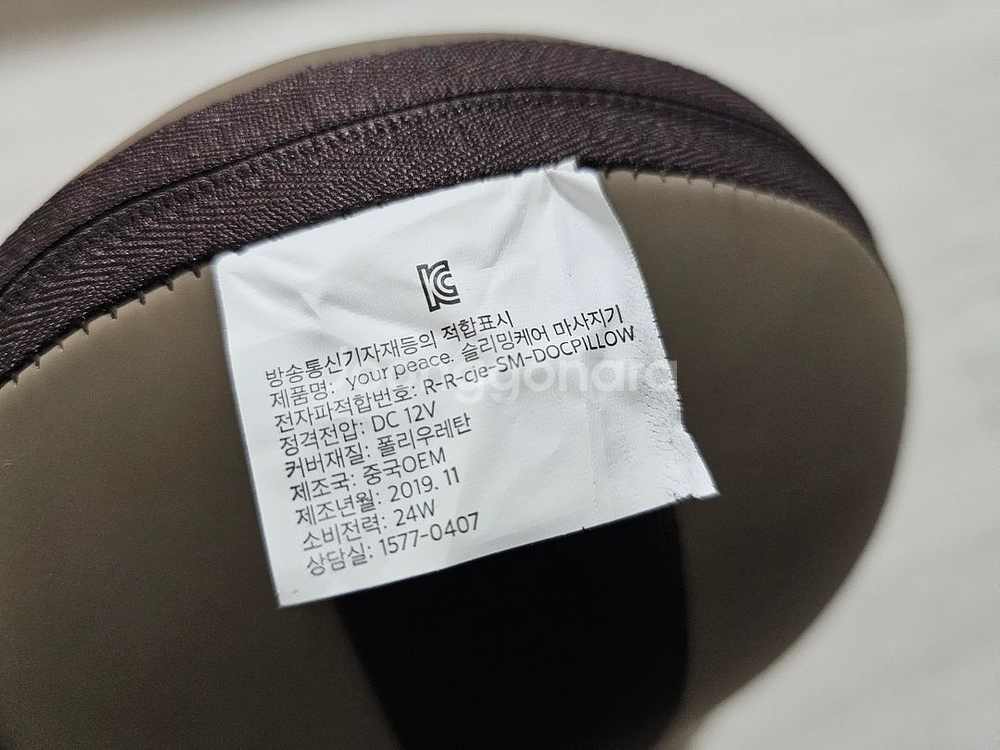 KC
방송통신기자재등의 적합표시
제품명: your peace. 슬리밍케어 마사지기
전자파적합번호: R-R-cje-SM-DOCPILLOW
정격전압: DC 12V
커버재질: 폴리우레탄
제조국: 중국OEM
제조년월: 2019. 11
소비전력: 24W
상담실: 1577-0407
joonggonara